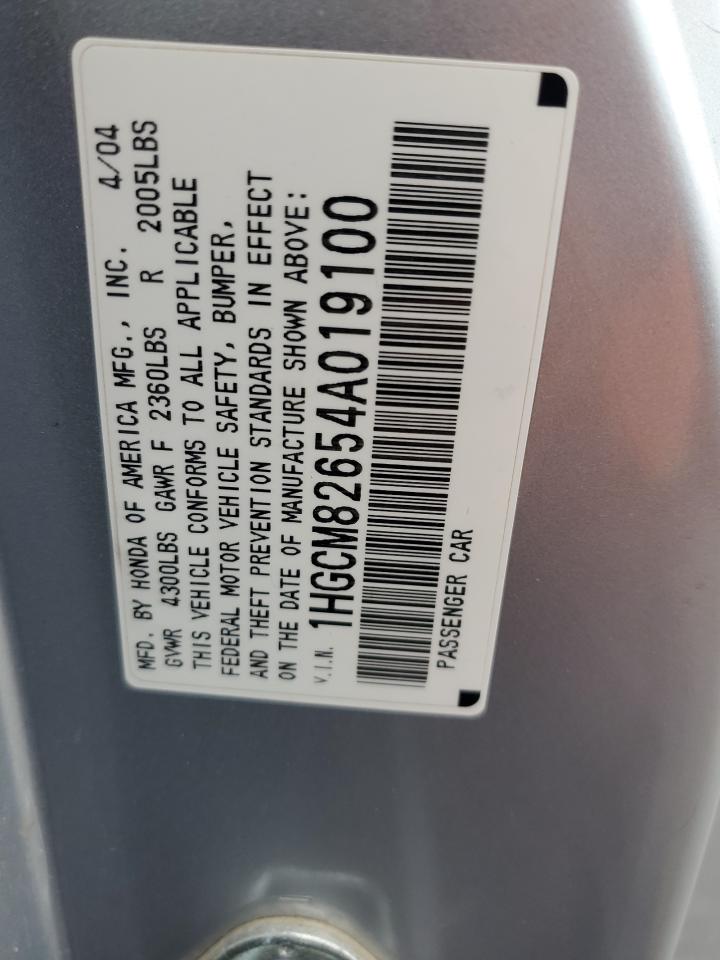 MFD. BY HONDA OF AMERICA MFG., INC. 4/04
GVWR 4300LBS GAWR F 2360LBS R 2005LBS
THIS VEHICLE CONFORMS TO ALL APPLICABLE
FEDERAL MOTOR VEHICLE SAFETY, BUMPER,
AND THEFT PREVENTION STANDARDS IN EFFECT
ON THE DATE OF MANUFACTURE SHOWN ABOVE:
V.I.N. 1HGCM82654A019100
PASSENGER CAR